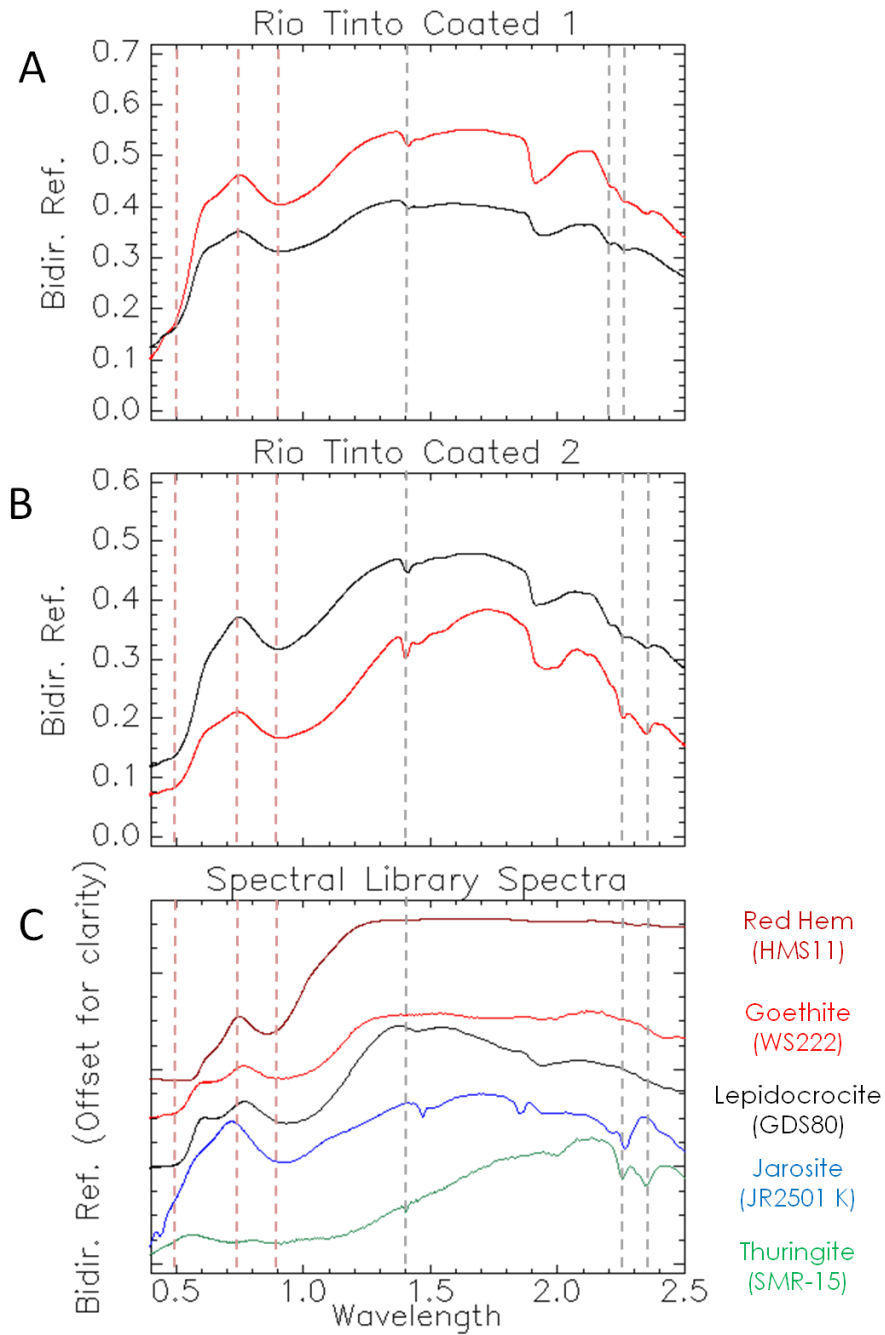 A
Rio Tinto Coated 1
0.7
0.6
0.5
0.4
0.3
0.2
0.1
0.0
Bidir. Ref.
B
Rio Tinto Coated 2
0.6
0.5
0.4
0.3
0.2
0.1
0.0
Bidir. Ref.
C
Spectral Library Spectra
Bidir. Ref. (Offset for clarity)
0.5 1.0 1.5 2.0 2.5
Wavelength
Red Hem
(HMS11)
Goethite
(WS222)
Lepidocrocite
(GDS80)
Jarosite
(JR2501 K)
Thuringite
(SMR-15)